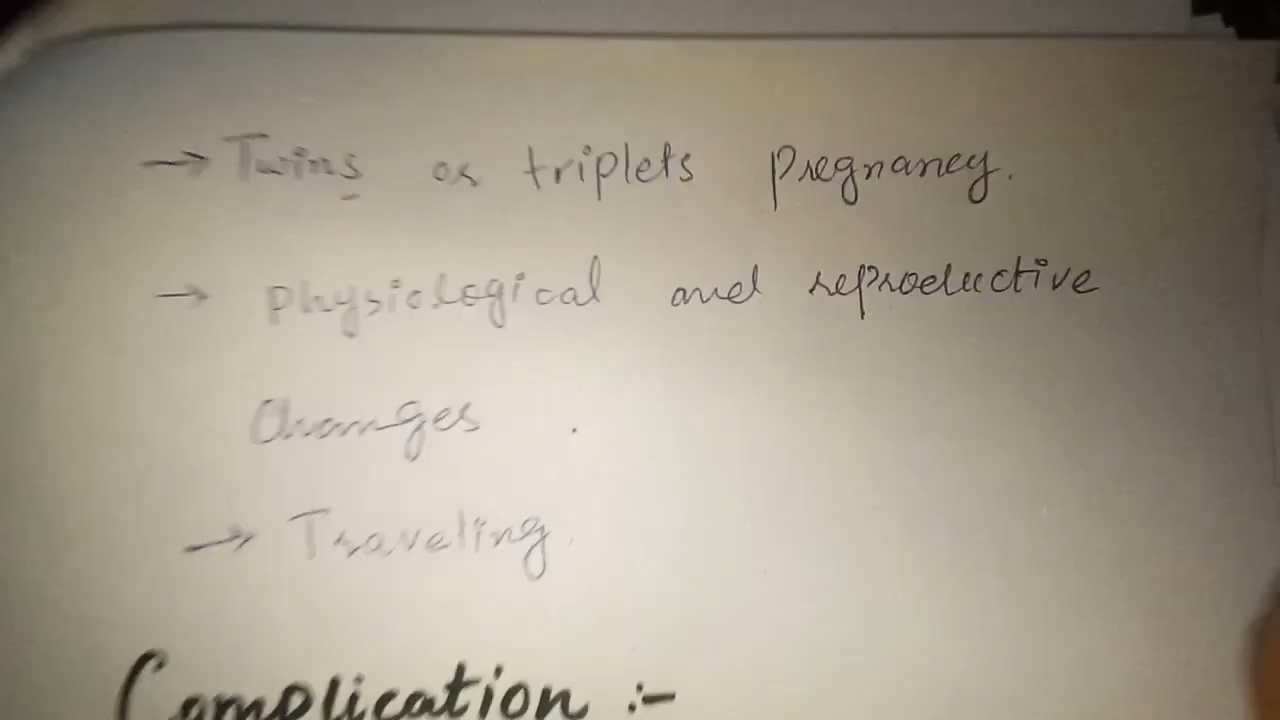 → Twins or triplets pregnancy.
→ physiological and reproductive
Changes .
→ Traveling.
Complication :-